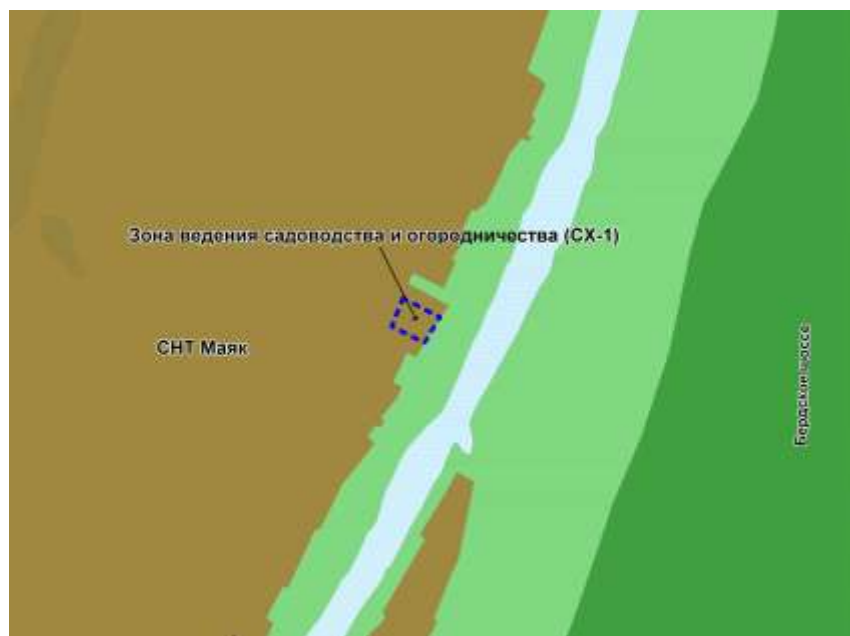 Зона ведения садоводства и огородничества (СХ-1)
СНТ Маяк
Бердское шоссе